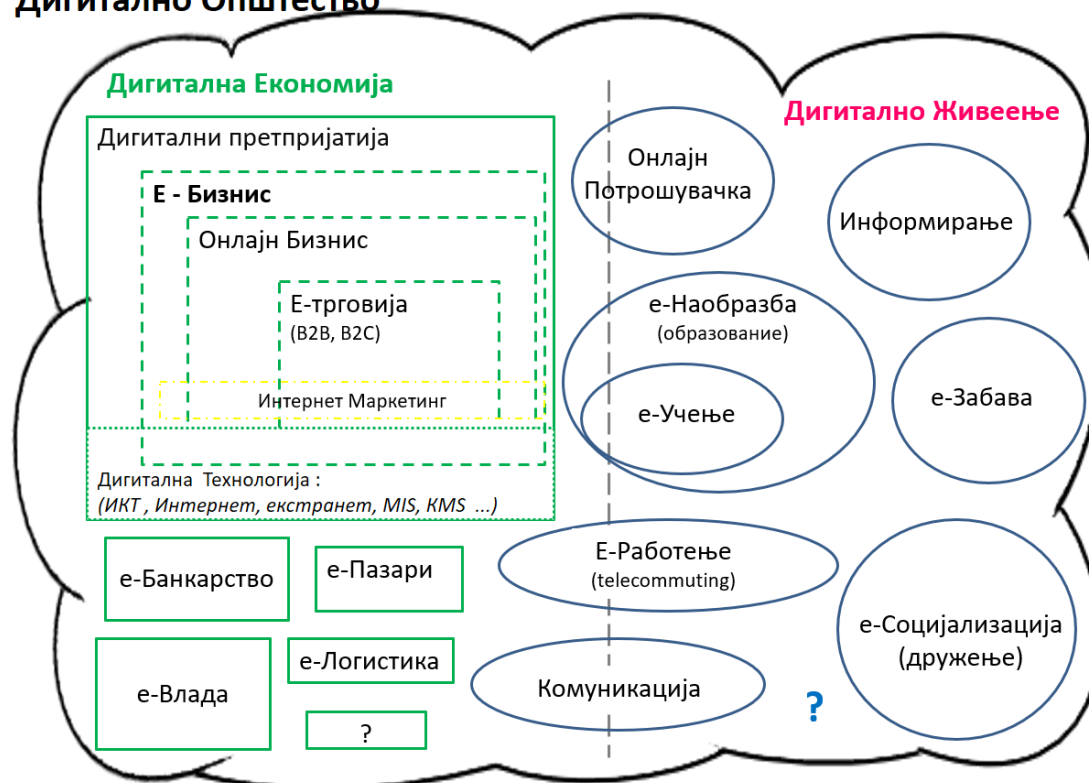 Дигитално Општество
Дигитална Економија
Дигитални претпријатија
Е - Бизнис
Онлајн Бизнис
Е-трговија
(B2B, B2C)
Интернет Маркетинг
Дигитална Технологија :
(ИКТ , Интернет, екстранет, MIS, KMS ...)
е-Банкарство
е-Пазари
е-Влада
е-Логистика
?
Дигитално Живеење
Онлајн
Потрошувачка
Информирање
е-Наобразба
(образование)
е-Учење
е-Забава
Е-Работење
(telecommuting)
е-Социјализација
(дружење)
Комуникација
?